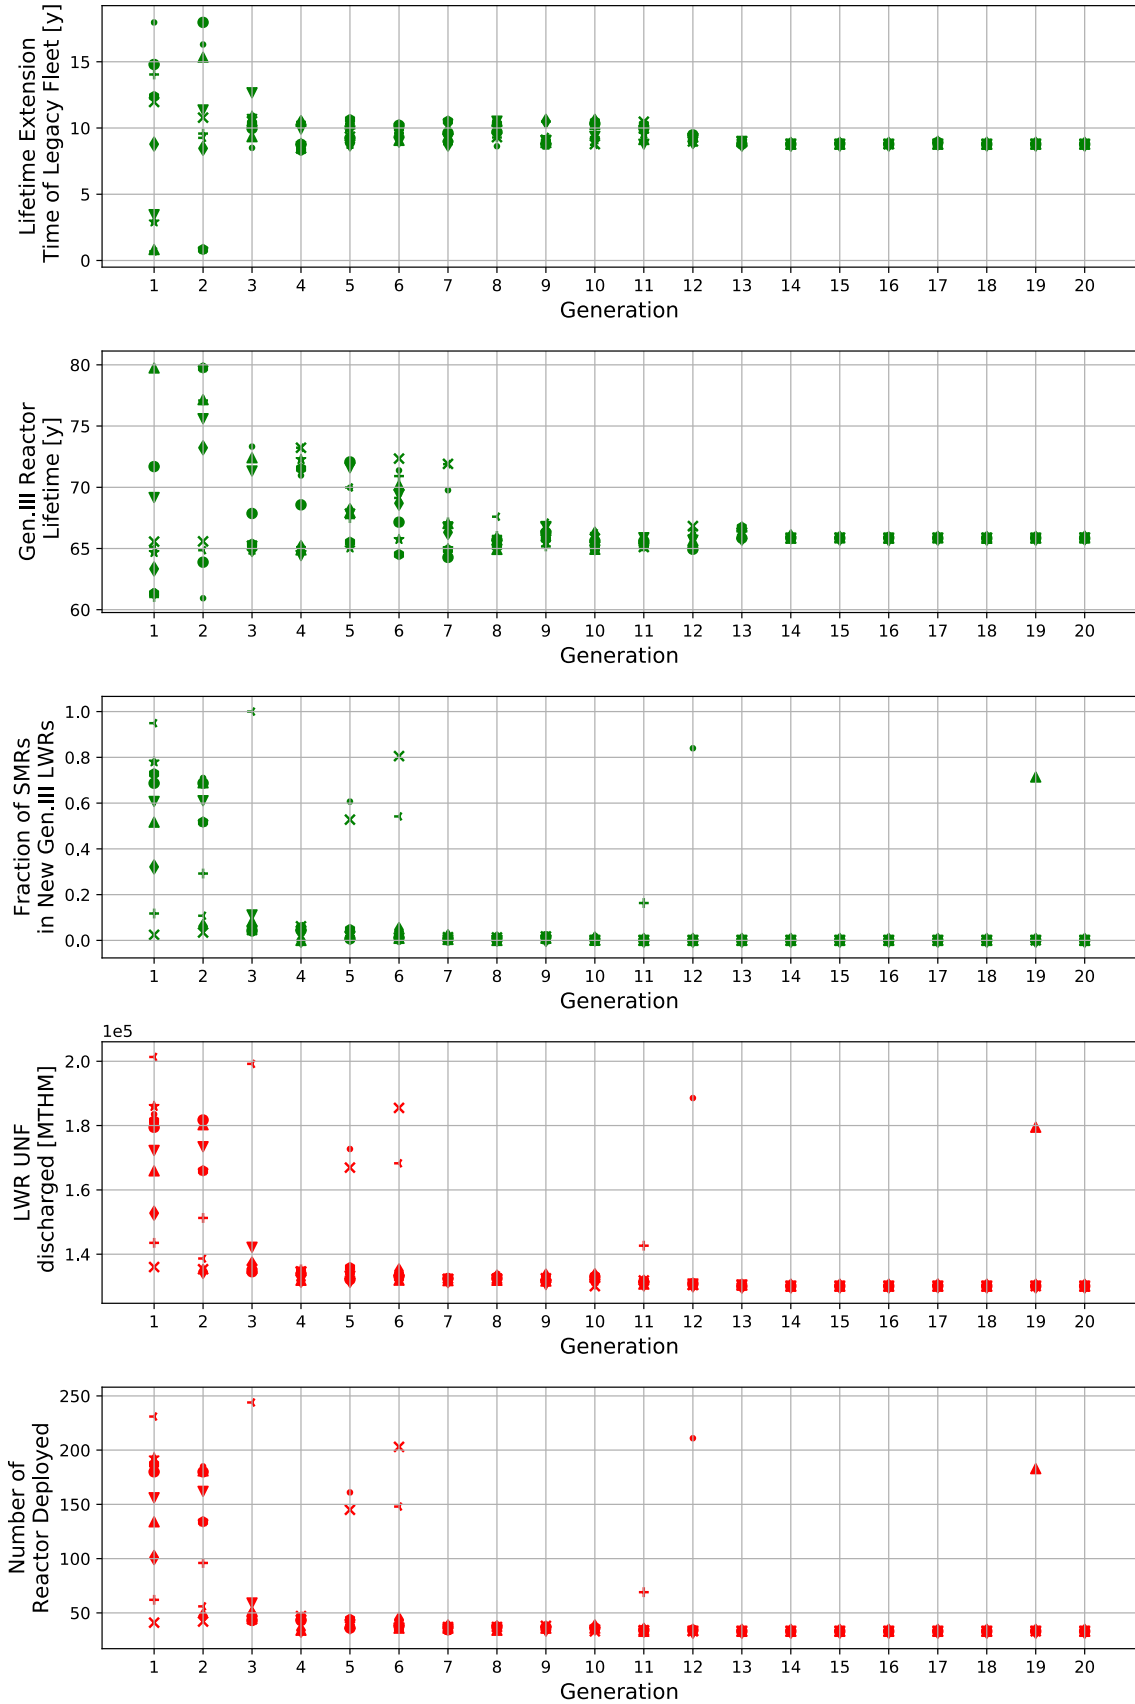 Lifetime Extension
Time of Legacy Fleet [y]
15
10
5
0
1 2 3 4 5 6 7 8 9 10 11 12 13 14 15 16 17 18 19 20
Generation
Gen.III Reactor
Lifetime [y]
80
75
70
65
60
1 2 3 4 5 6 7 8 9 10 11 12 13 14 15 16 17 18 19 20
Generation
Fraction of SMRs
in New Gen.III LWRs
1.0
0.8
0.6
0.4
0.2
0.0
1 2 3 4 5 6 7 8 9 10 11 12 13 14 15 16 17 18 19 20
Generation
1e5
LWR UNF
discharged [MTHM]
2.0
1.8
1.6
1.4
1 2 3 4 5 6 7 8 9 10 11 12 13 14 15 16 17 18 19 20
Generation
Number of
Reactor Deployed
250
200
150
100
50
1 2 3 4 5 6 7 8 9 10 11 12 13 14 15 16 17 18 19 20
Generation